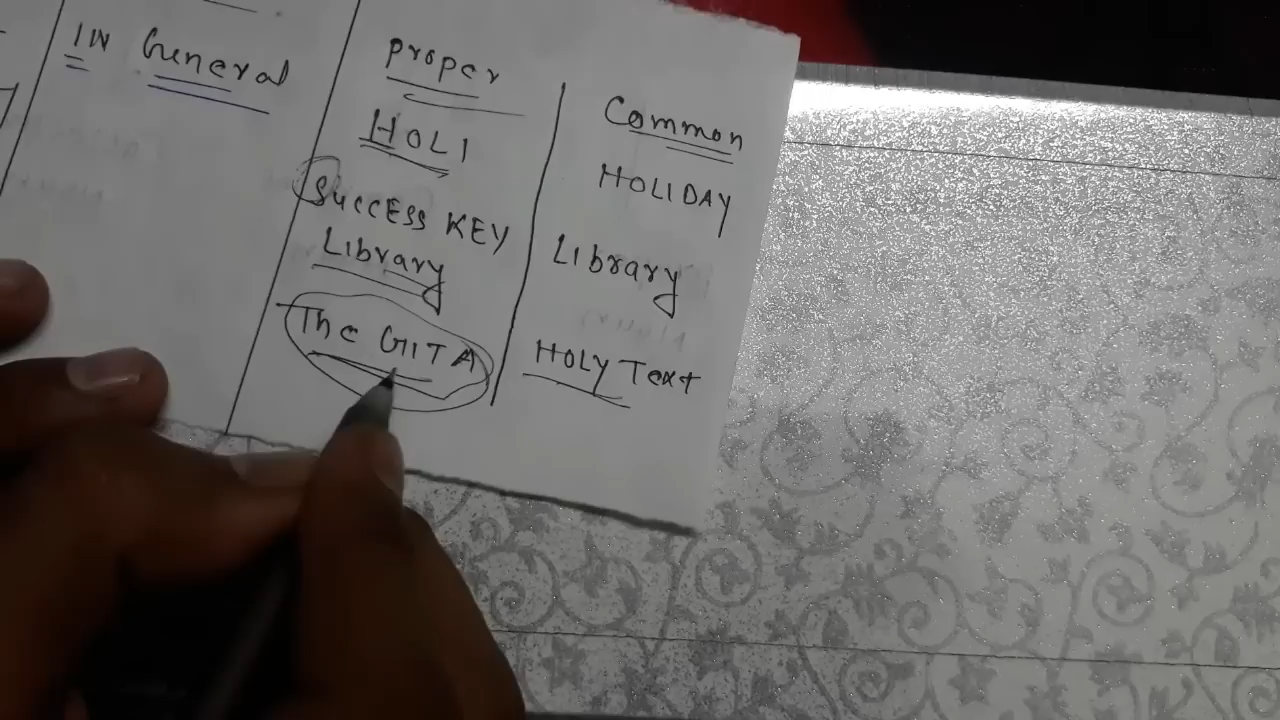 IN General
Proper
HOLI
Success KEY
Library
The GITA
Common
HOLIDAY
Library
HOLY Text